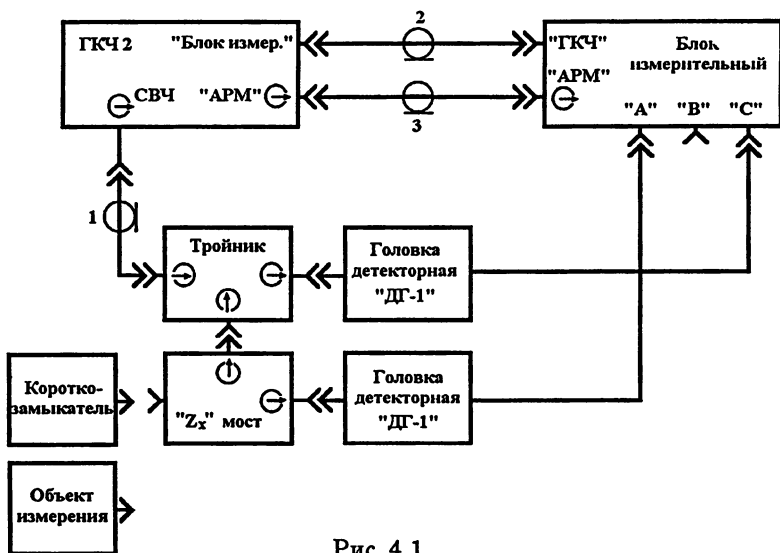 ГКЧ 2 "Блок измер."
СВЧ "АРМ"
2
3
"ГКЧ" Блок
измерительный
"АРМ"
"А" "В" "С"
1
Тройник
Головка
детекторная
"ДГ-1"
Коротко-
замыкатель
"Zx" мост
Головка
детекторная
"ДГ-1"
Объект
измерения
Рис. 4.1